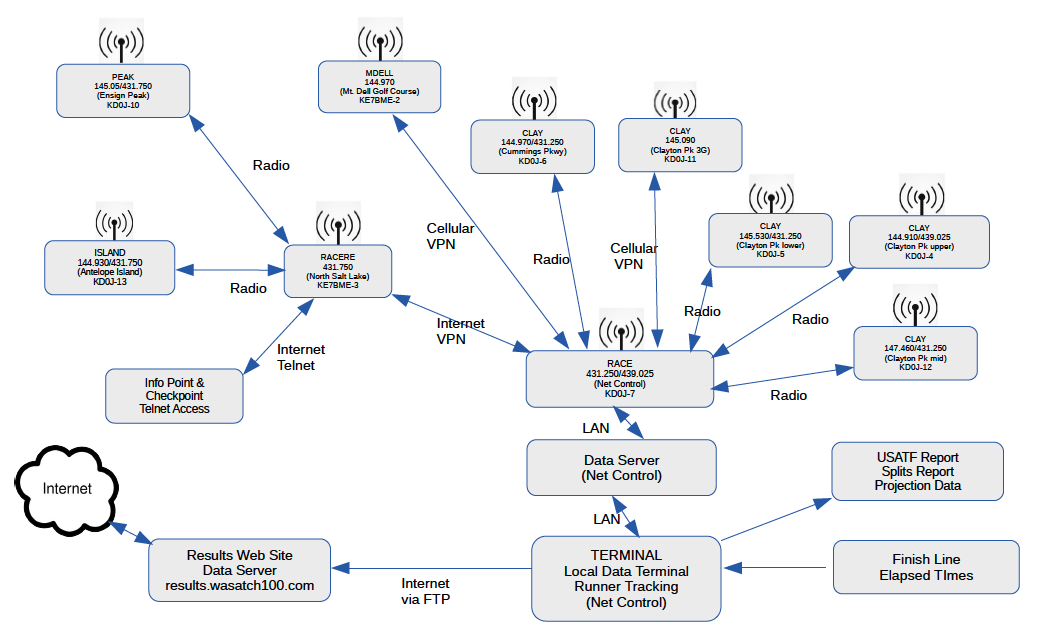 PEAK
145.05/431.750
(Ensign Peak)
KD0J-10
MDELL
144.970
(Mt. Dell Golf Course)
KE7BME-2
CLAY
144.970/431.250
(Cummings Pkwy)
KD0J-6
CLAY
145.090
(Clayton Pk 3G)
KD0J-11
Radio
Cellular
VPN
Radio
Cellular
VPN
CLAY
145.530/431.250
(Clayton Pk lower)
KD0J-5
CLAY
144.910/439.025
(Clayton Pk upper)
KD0J-4
ISLAND
144.930/431.750
(Antelope Island)
KD0J-13
Radio
RACERE
431.750
(North Salt Lake)
KE7BME-3
Internet
VPN
Radio
Radio
CLAY
147.460/431.250
(Clayton Pk mid)
KD0J-12
Radio
Internet
Telnet
Info Point &
Checkpoint
Telnet Access
RACE
431.250/439.025
(Net Control)
KD0J-7
LAN
Data Server
(Net Control)
LAN
USATF Report
Splits Report
Projection Data
Internet
Results Web Site
Data Server
results.wasatch100.com
Internet
via FTP
TERMINAL
Local Data Terminal
Runner Tracking
(Net Control)
Finish Line
Elapsed TImes